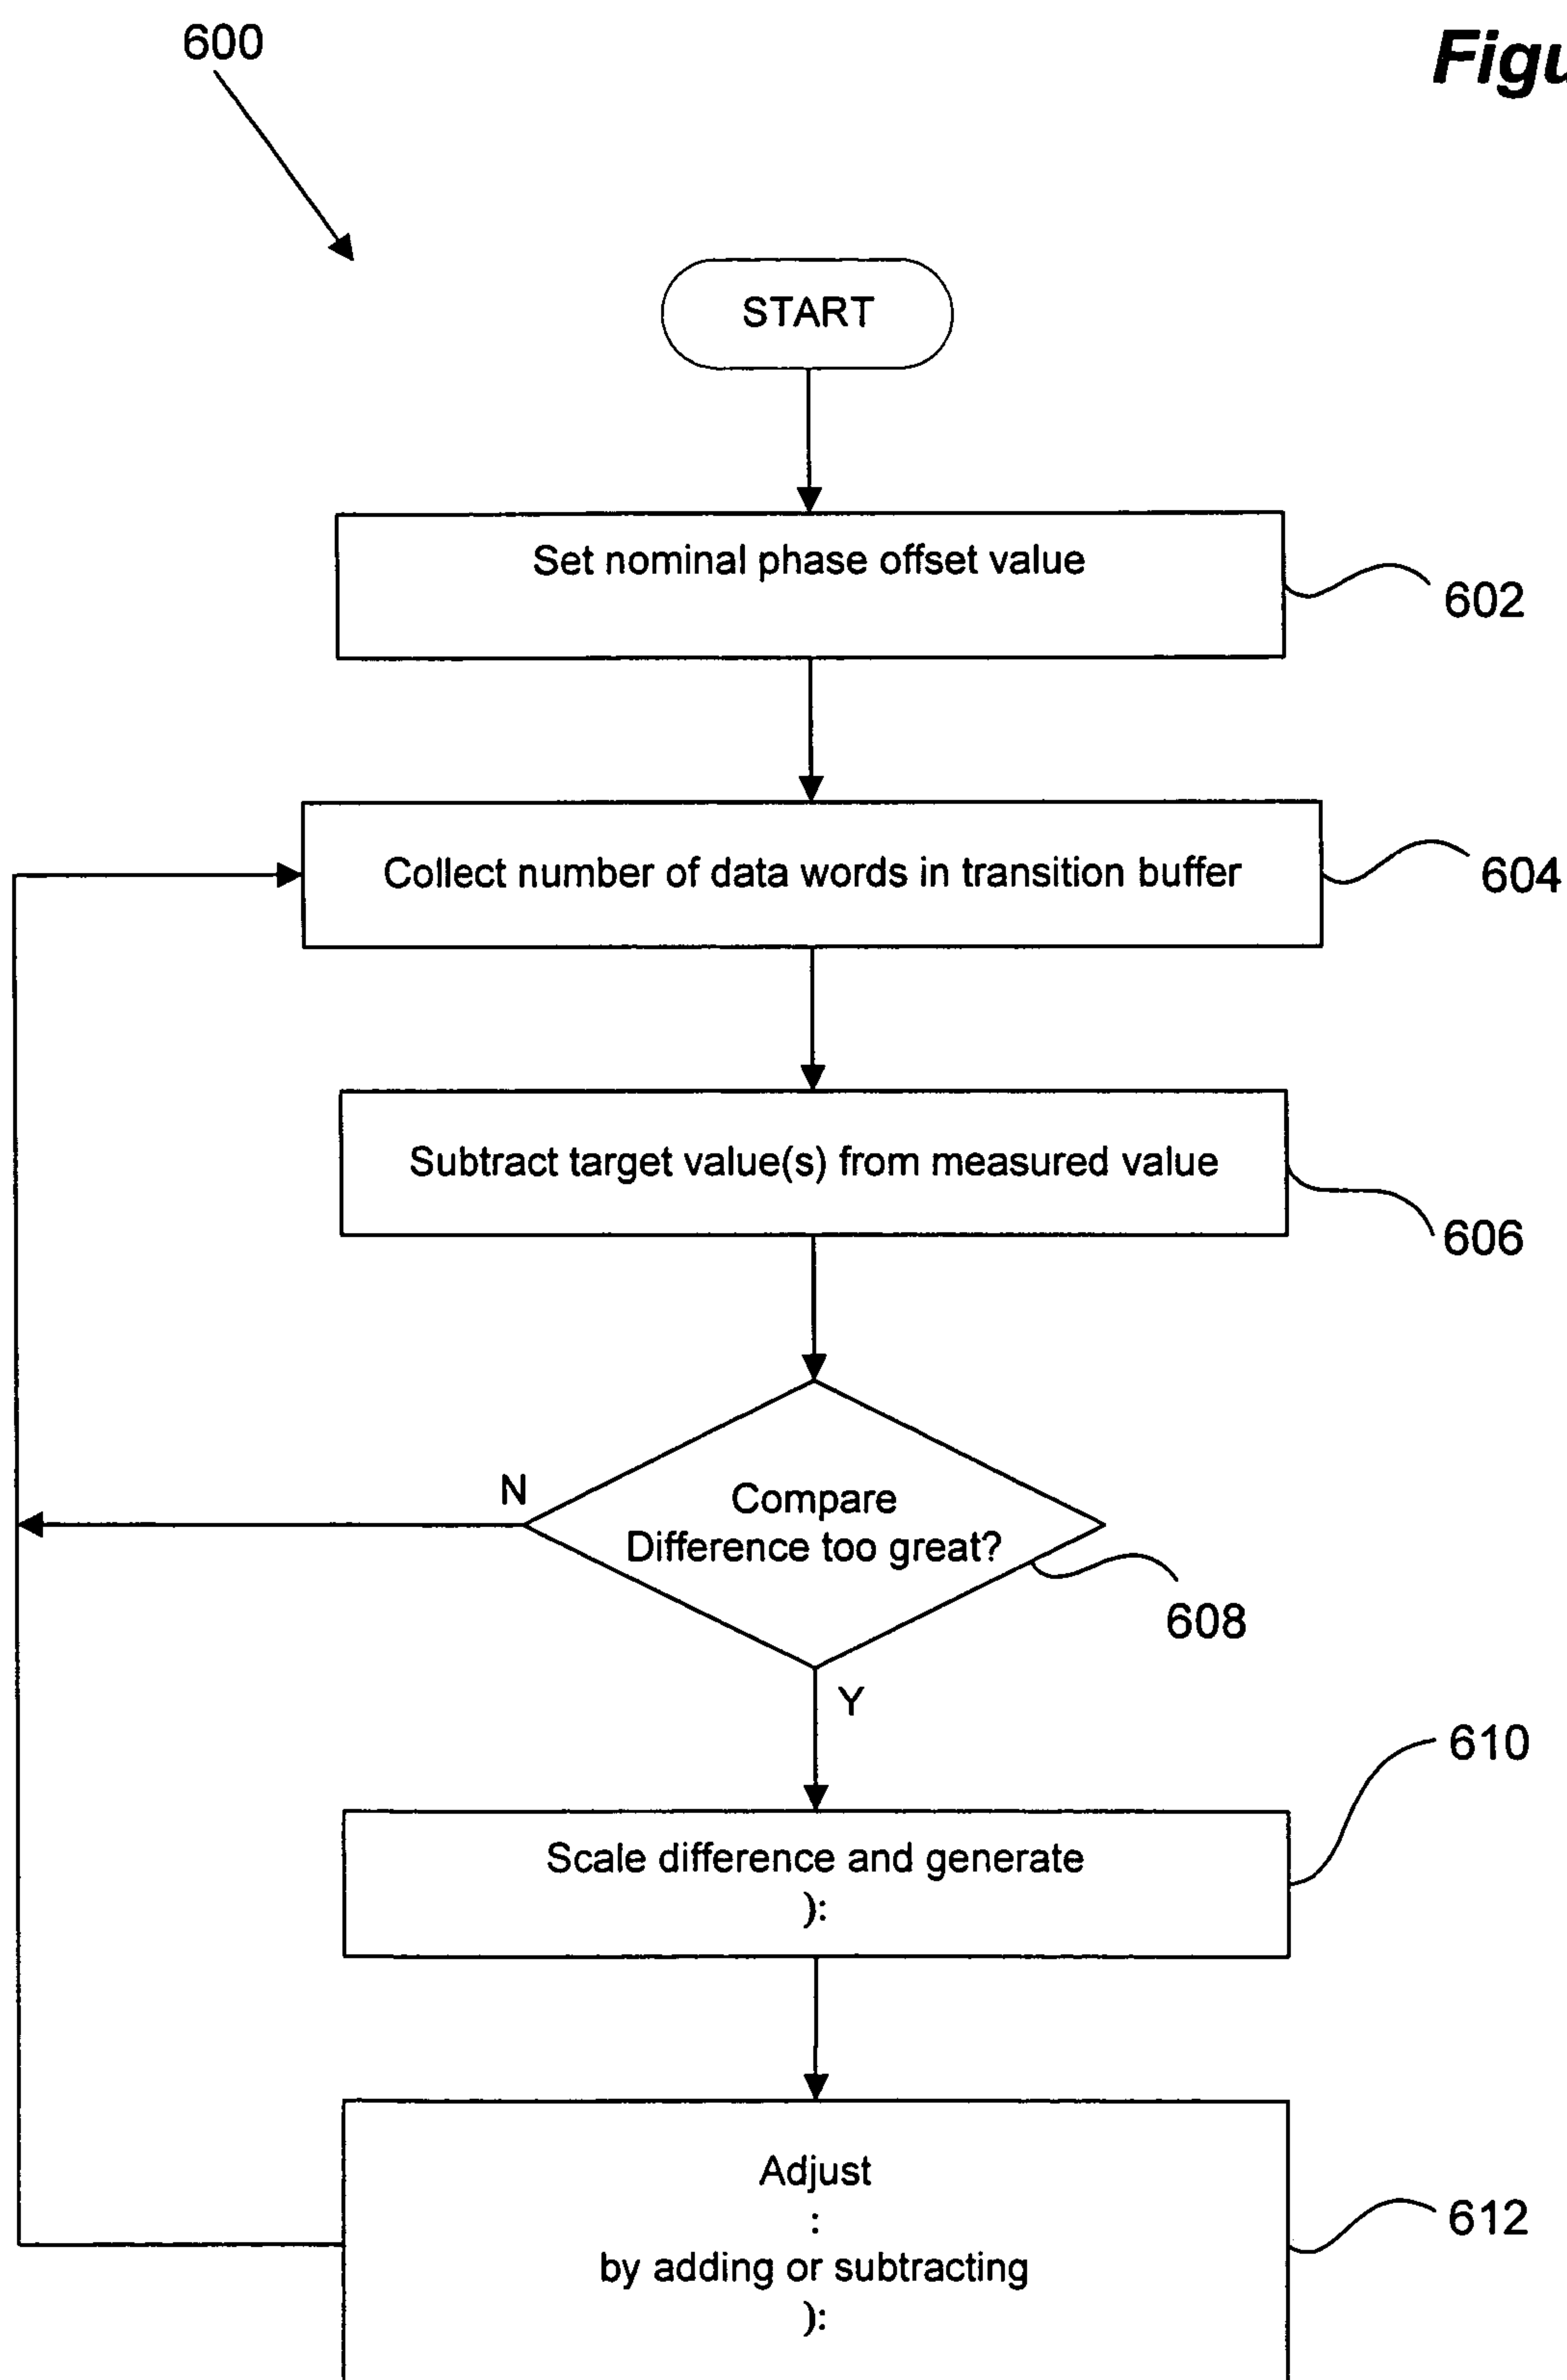 600
Figu
START
Set nominal phase offset value
602
Collect number of data words in transition buffer
604
Subtract target value(s) from measured value
606
N
Compare
Difference too great?
608
Y
610
Scale difference and generate
):
Adjust
:
by adding or subtracting
):
612